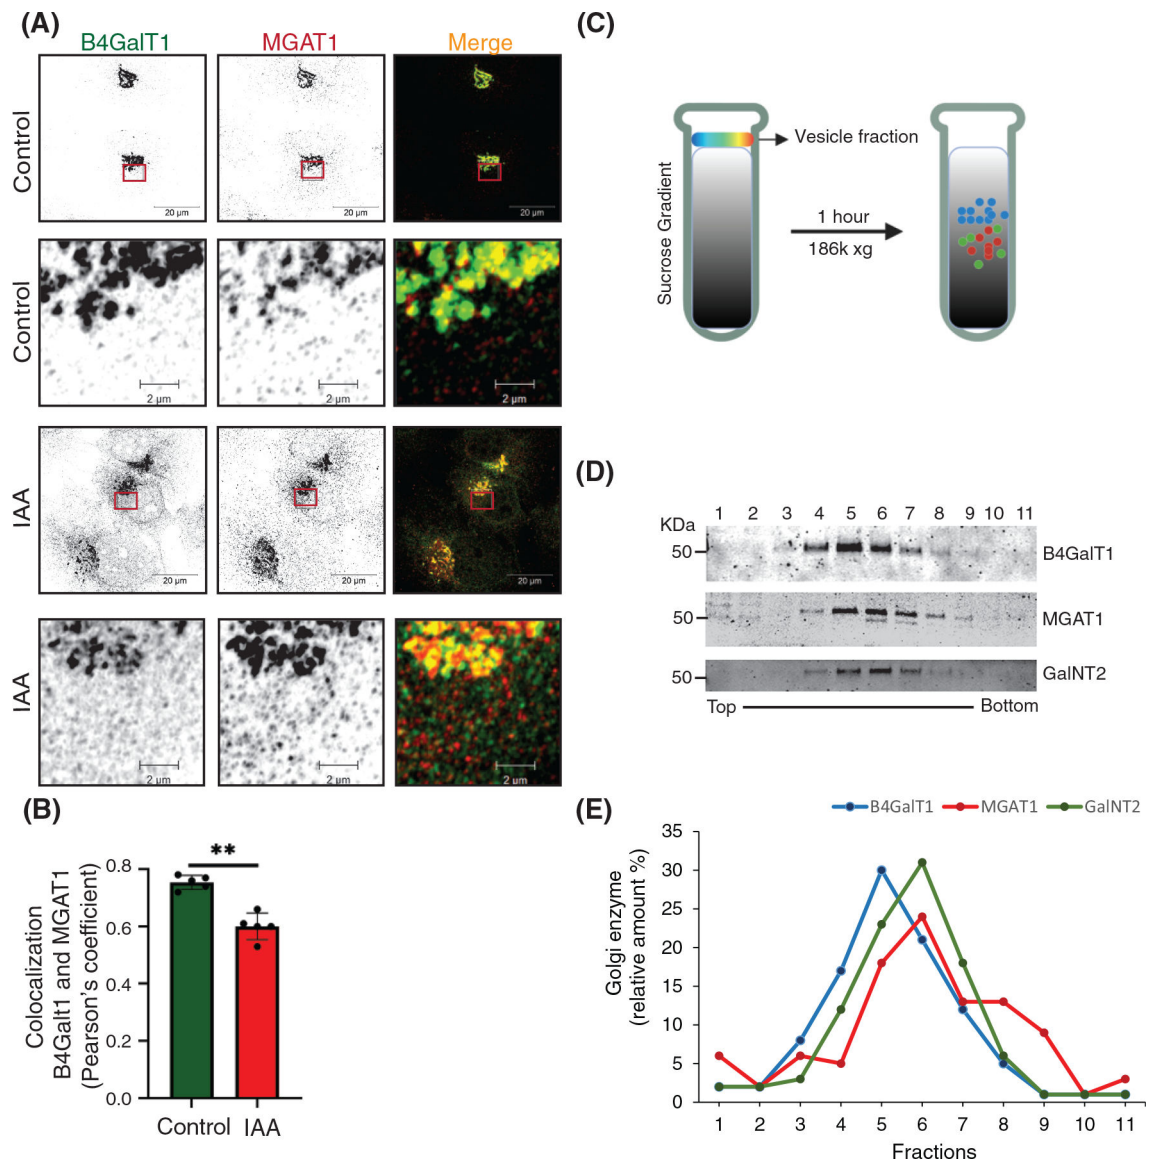 (A)
B4GalT1
MGAT1
Merge
Control
20 µm
20 µm
20 µm
Control
2 µm
2 µm
2 µm
IAA
20 µm
20 µm
20 µm
IAA
2 µm
2 µm
2 µm
(B)
Colocalization
B4Galt1 and MGAT1
(Pearson's coefficient)
**
0.8
0.6
0.4
0.2
0.0
Control IAA
(C)
Sucrose Gradient
Vesicle fraction
1 hour
186k xg
(D)
1 2 3 4 5 6 7 8 9 10 11
KDa
50
B4GalT1
50
MGAT1
50
GalNT2
Top
Bottom
(E)
B4GalT1 MGAT1 GalNT2
Golgi enzyme
(relative amount %)
35
30
25
20
15
10
5
0
1 2 3 4 5 6 7 8 9 10 11
Fractions